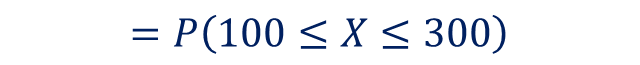 = P(100 ≤ X ≤ 300)